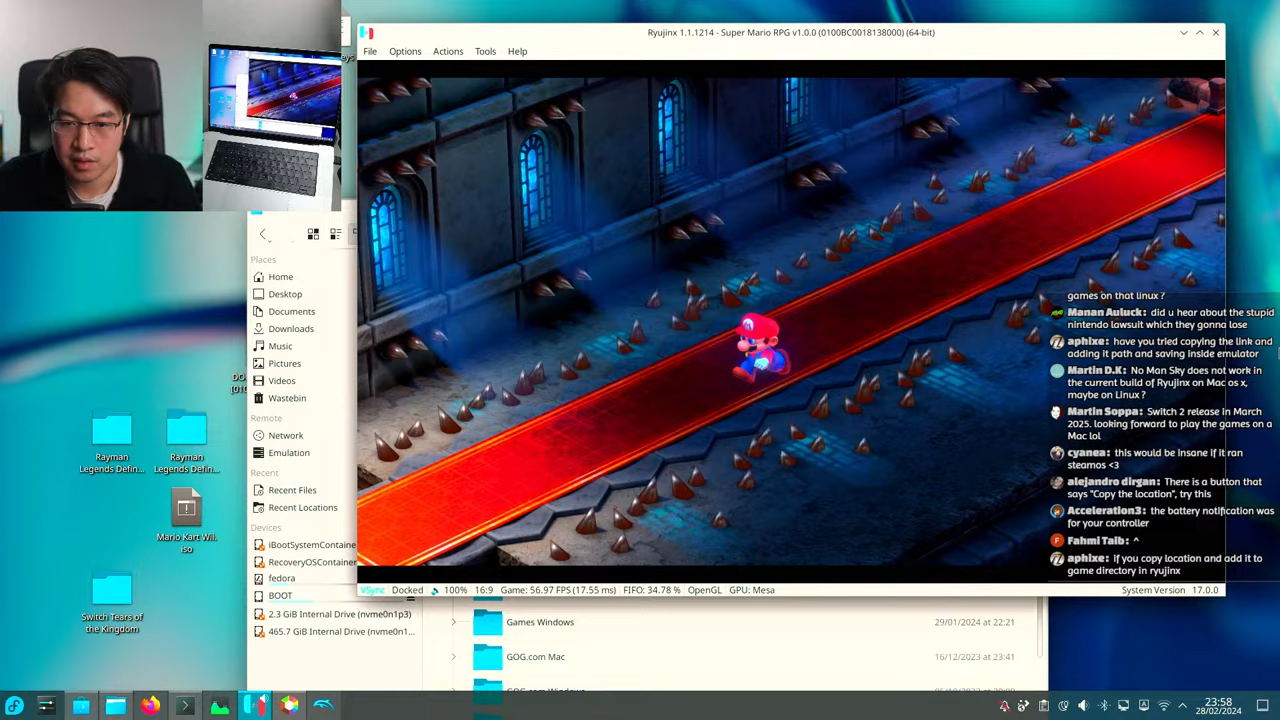 Ryujinx 1.1.1214 - Super Mario RPG v1.0.0 (0100BC0018138000) (64-bit)
File Options Actions Tools Help
Places
Home
Desktop
Documents
Downloads
Music
Pictures
Videos
Wastebin
Remote
Network
Emulation
Recent
Recent Files
Recent Locations
Devices
iBootSystemContaine
RecoveryOSContainer
fedora
BOOT
2.3 GiB Internal Drive (nvme0n1p3)
465.7 GiB Internal Drive (nvme0n1...
Rayman
Legends Defin...
Rayman
Legends Defin...
Mario Kart Wii.
iso
Switch Tears of
the Kingdom
games on that linux ?
Manan Auluck: did u hear about the stupid
nintendo lawsuit which they gonna lose
aphixe: have you tried copying the link and
adding it path and saving inside emulator
Martin D.K: No Man Sky does not work in
the current build of Ryujinx on Mac os x,
maybe on Linux ?
Martin Soppa: Switch 2 release in March
2025. looking forward to play the games on a
Mac lol
cyanea: this would be insane if it ran
steamos <3
alejandro dirgan: There is a button that
says "Copy the location", try this
Acceleration3: the battery notification was
for your controller
Fahmi Taib: ^
aphixe: if you copy location and add it to
game directory in ryujinx
VSync Docked 100% 16:9 Game: 56.97 FPS (17.55 ms) FIFO: 34.78 % OpenGL GPU: Mesa
System Version 17.0.0
Games Windows 29/01/2024 at 22:21
GOG.com Mac 16/12/2023 at 23:41
23:58
28/02/2024